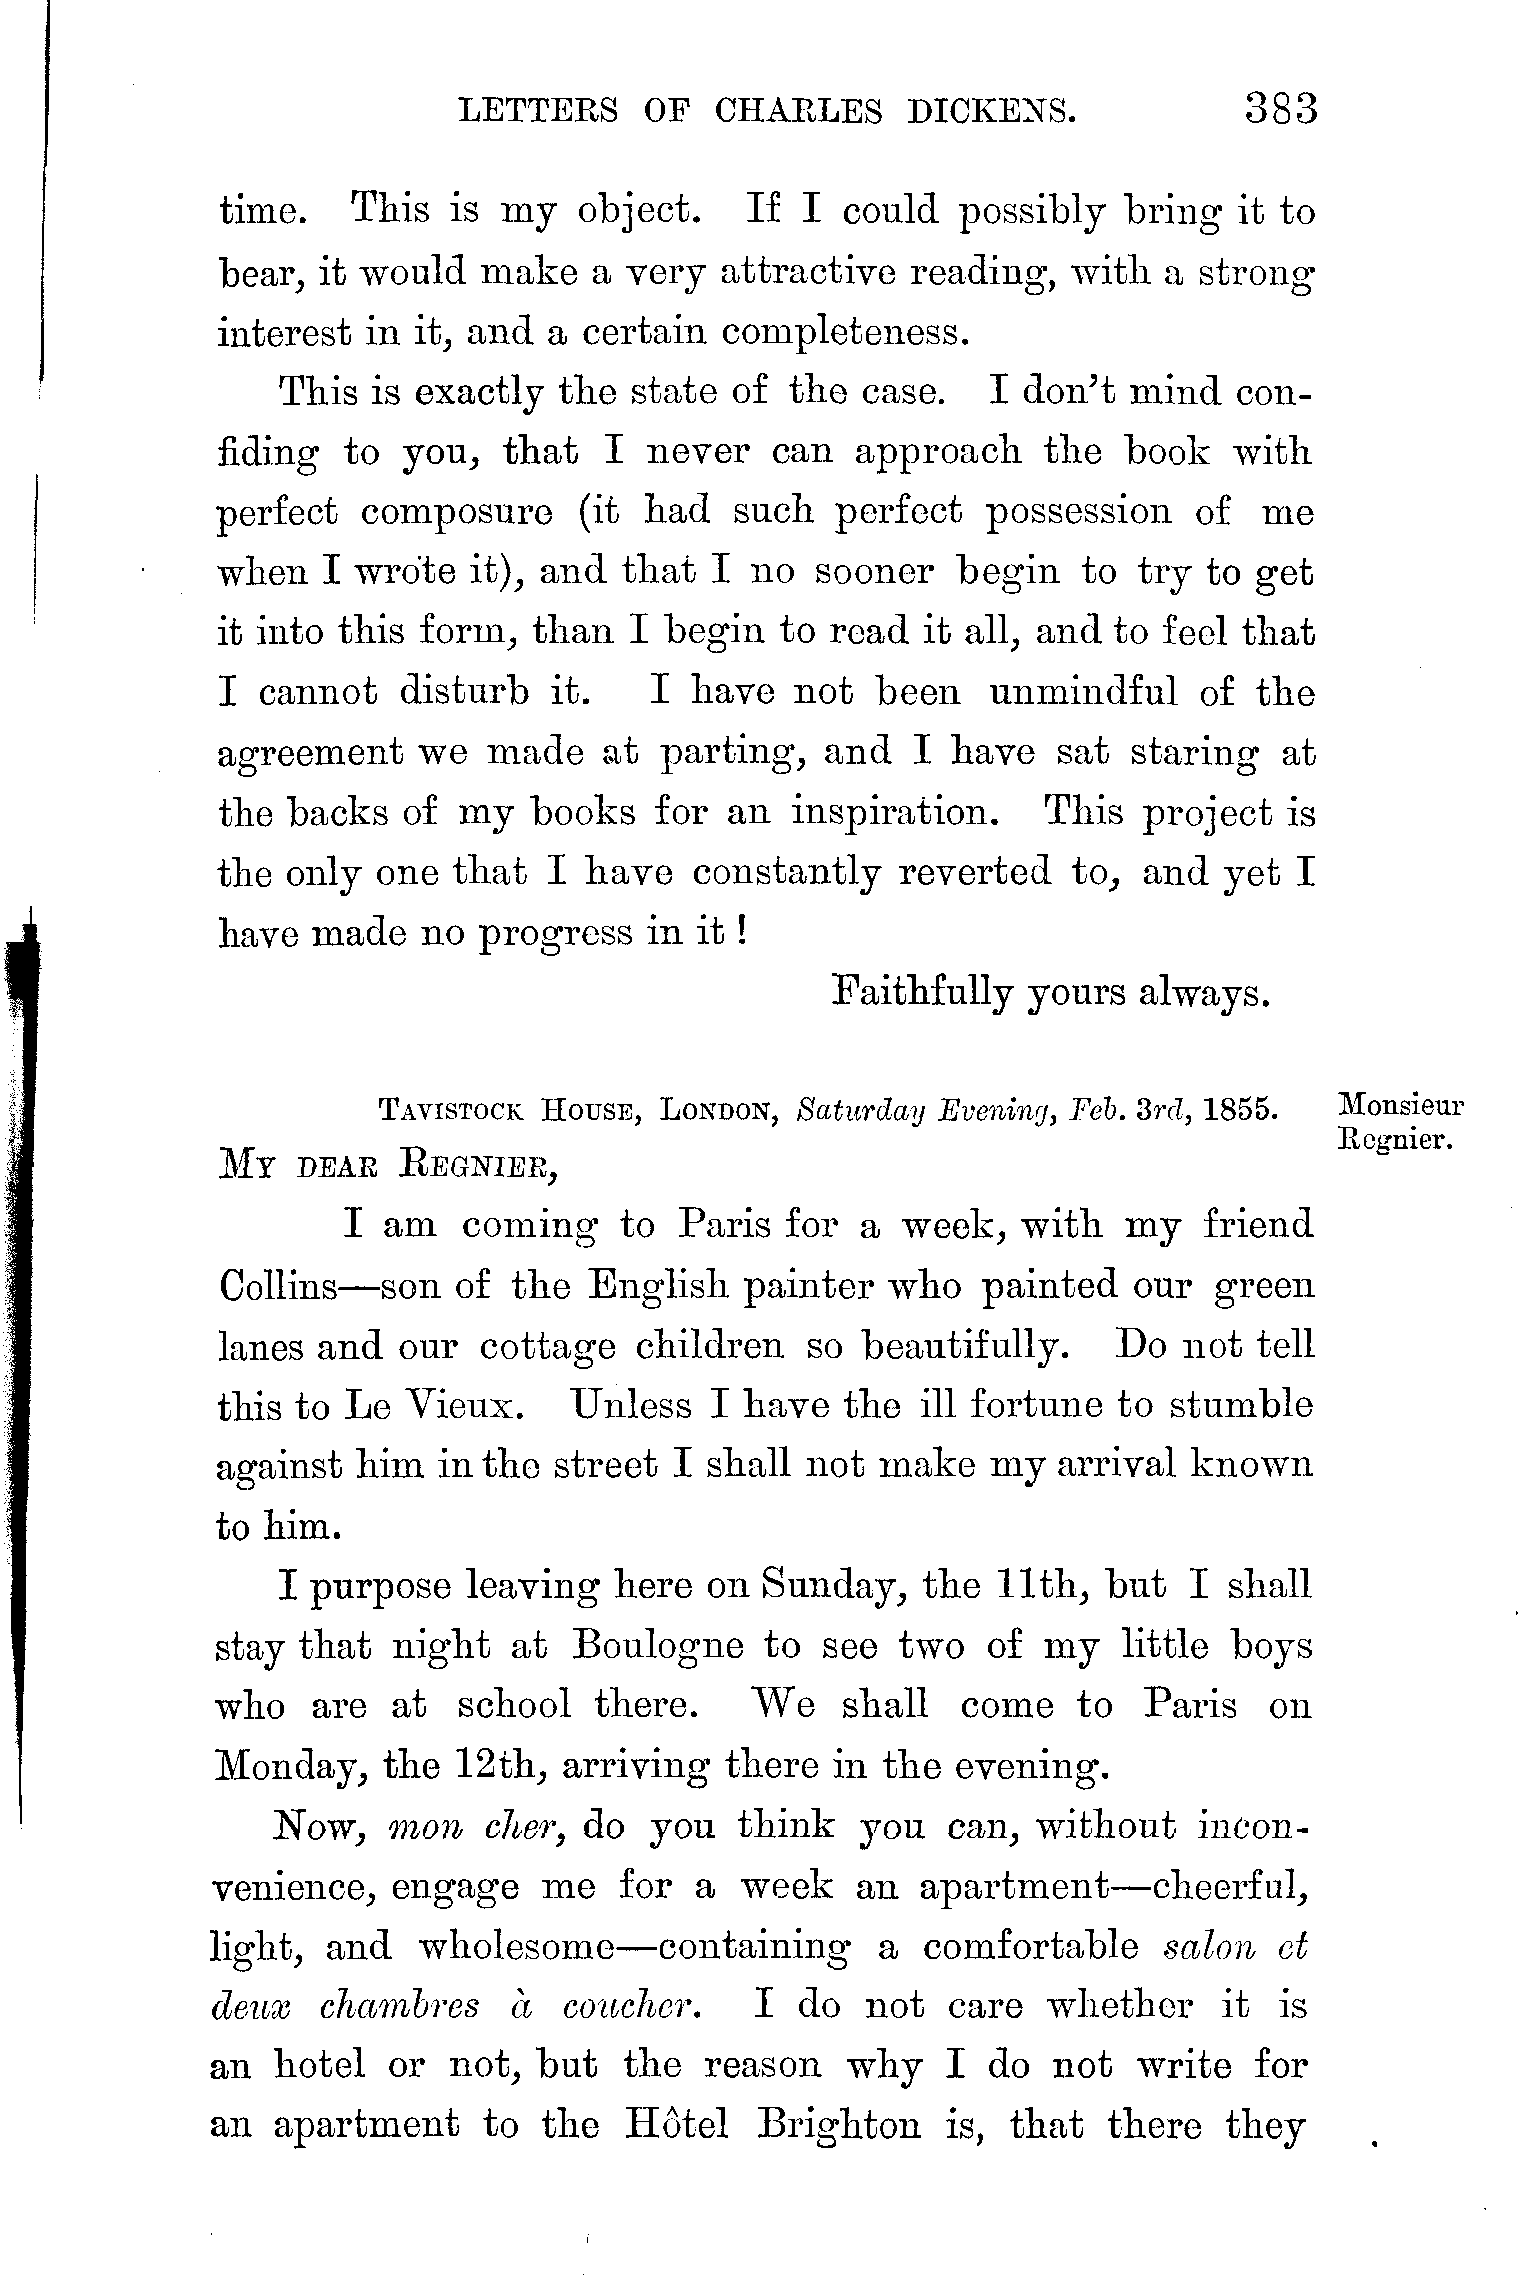 LETTERS OF CHARLES DICKENS. 383
time. This is my object. If I could possibly bring it to
bear, it would make a very attractive reading, with a strong
interest in it, and a certain completeness.
This is exactly the state of the case. I don't mind con-
fiding to you, that I never can approach the book with
perfect composure (it had such perfect possession of me
when I wrote it), and that I no sooner begin to try to get
it into this form, than I begin to read it all, and to feel that
I cannot disturb it. I have not been unmindful of the
agreement we made at parting, and I have sat staring at
the backs of my books for an inspiration. This project is
the only one that I have constantly reverted to, and yet I
have made no progress in it!
Faithfully yours always.
TAVISTOCK HOUSE, LONDON, Saturday Evening, Feb. 3rd, 1855.
Monsieur
Regnier.
MY DEAR REGNIER,
I am coming to Paris for a week, with my friend
Collins—son of the English painter who painted our green
lanes and our cottage children so beautifully. Do not tell
this to Le Vieux. Unless I have the ill fortune to stumble
against him in the street I shall not make my arrival known
to him.
I purpose leaving here on Sunday, the 11th, but I shall
stay that night at Boulogne to see two of my little boys
who are at school there. We shall come to Paris on
Monday, the 12th, arriving there in the evening.
Now, mon cher, do you think you can, without incon-
venience, engage me for a week an apartment—cheerful,
light, and wholesome—containing a comfortable salon et
deux chambres à coucher. I do not care whether it is
an hotel or not, but the reason why I do not write for
an apartment to the Hôtel Brighton is, that there they